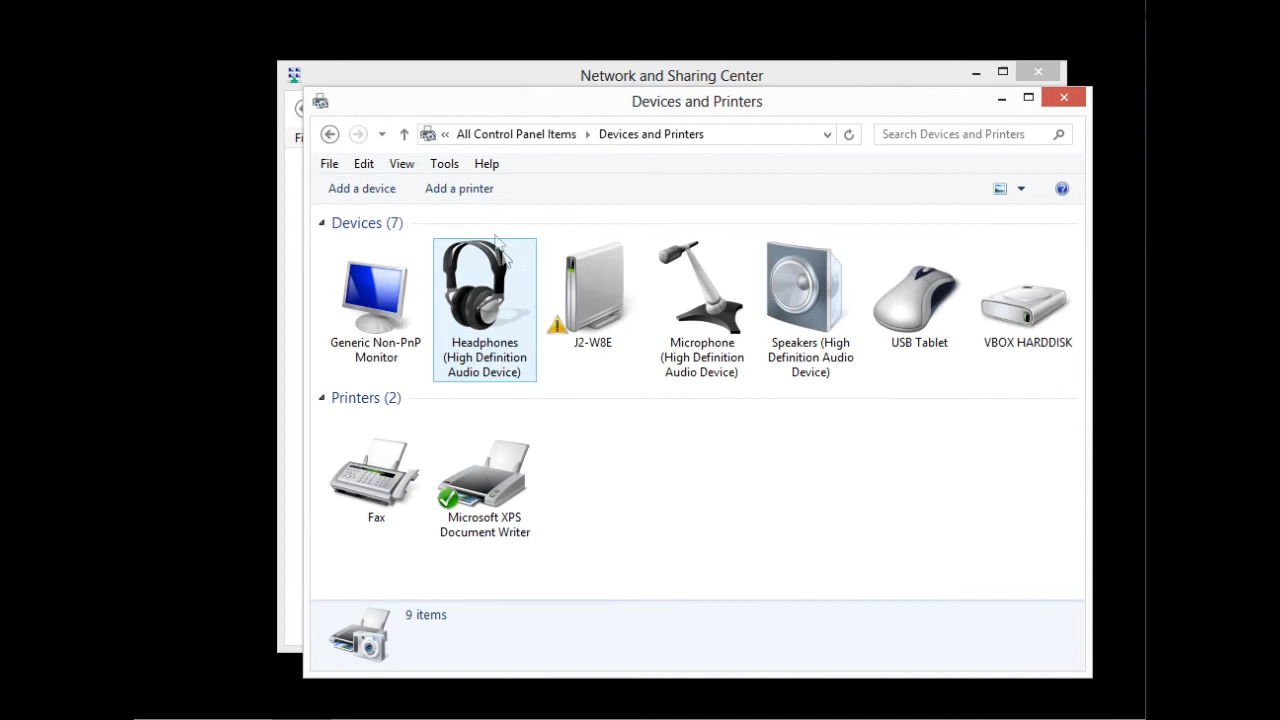 Network and Sharing Center
Devices and Printers
« All Control Panel Items Devices and Printers
Search Devices and Printers
File Edit View Tools Help
Add a device Add a printer
Devices (7)
Generic Non-PnP
Monitor
Headphones
(High Definition
Audio Device)
J2-W8E
Microphone
(High Definition
Audio Device)
Speakers (High
Definition Audio
Device)
USB Tablet
VBOX HARDDISK
Printers (2)
Fax
Microsoft XPS
Document Writer
9 items